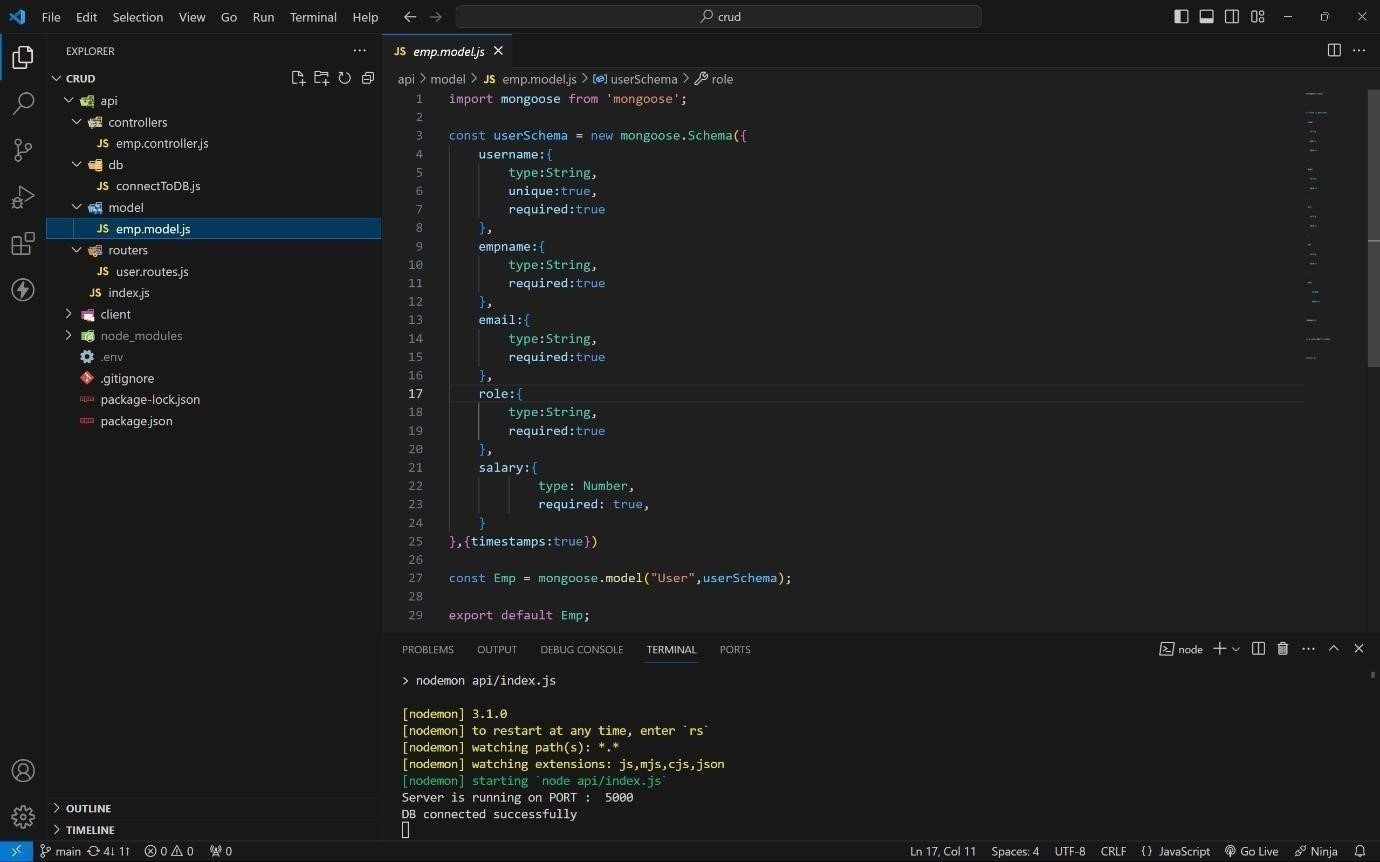 File Edit Selection View Go Run Terminal Help
crud
EXPLORER
CRUD
api
controllers
JS emp.controller.js
db
JS connectToDB.js
model
JS emp.model.js
routers
JS user.routes.js
JS index.js
client
node_modules
.env
.gitignore
package-lock.json
package.json
OUTLINE
TIMELINE
JS emp.model.js
api > model > JS emp.model.js > userSchema > role
1 import mongoose from 'mongoose';
2
3 const userSchema = new mongoose.Schema({
4 username:{
5 type:String,
6 unique:true,
7 required:true
8 },
9 empname:{
10 type:String,
11 required:true
12 },
13 email:{
14 type:String,
15 required:true
16 },
17 role:{
18 type:String,
19 required:true
20 },
21 salary:{
22 type: Number,
23 required: true,
24 }
25 },{timestamps:true})
26
27 const Emp = mongoose.model("User",userSchema);
28
29 export default Emp;
PROBLEMS OUTPUT DEBUG CONSOLE TERMINAL PORTS
node
> nodemon api/index.js
[nodemon] 3.1.0
[nodemon] to restart at any time, enter `rs`
[nodemon] watching path(s): *.*
[nodemon] watching extensions: js,mjs,cjs,json
[nodemon] starting `node api/index.js`
Server is running on PORT :  5000
DB connected successfully
main 4↓ 1↑ 0 0 0
Ln 17, Col 11 Spaces: 4 UTF-8 CRLF {} JavaScript Go Live Ninja